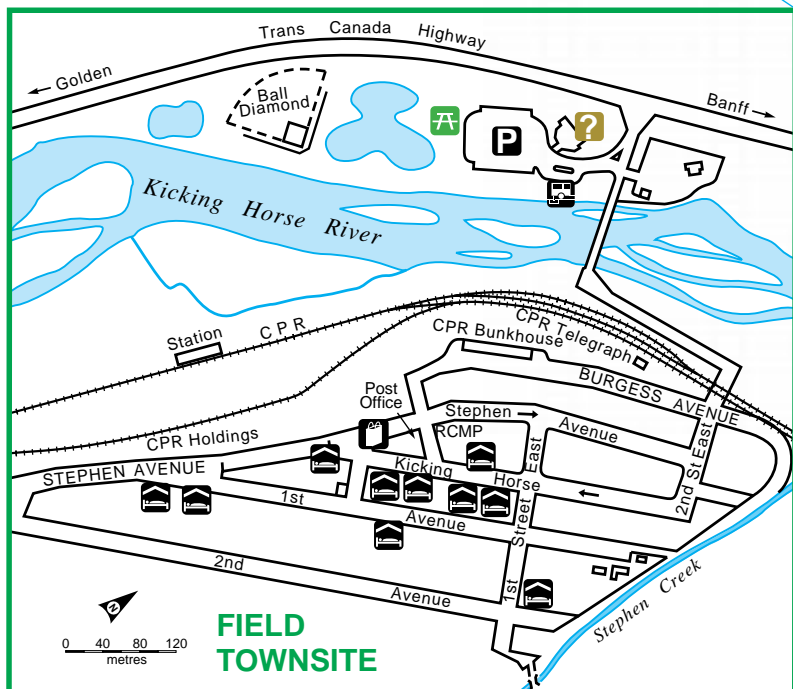 Trans Canada Highway
← Golden
Banff →
Ball
Diamond
P
?
Kicking Horse River
Station
CPR
CPR Telegraph
CPR Bunkhouse
BURGESS AVENUE
Post
Office
Stephen → Avenue
CPR Holdings
RCMP
STEPHEN AVENUE
Kicking Horse ←
1st Avenue
1st Street East
2nd St East
2nd Avenue
Stephen Creek
N
0 40 80 120
metres
FIELD
TOWNSITE